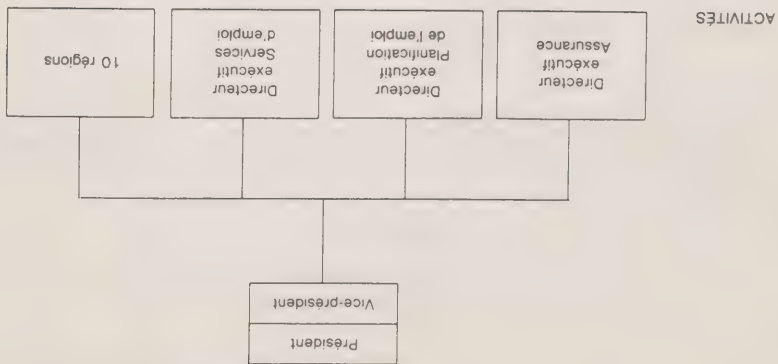 Président
Vice-président
ACTIVITÉS
Directeur
exécutif
Assurance
Directeur
exécutif
Planification
de l'emploi
Directeur
exécutif
Services
d'emploi
10 régions